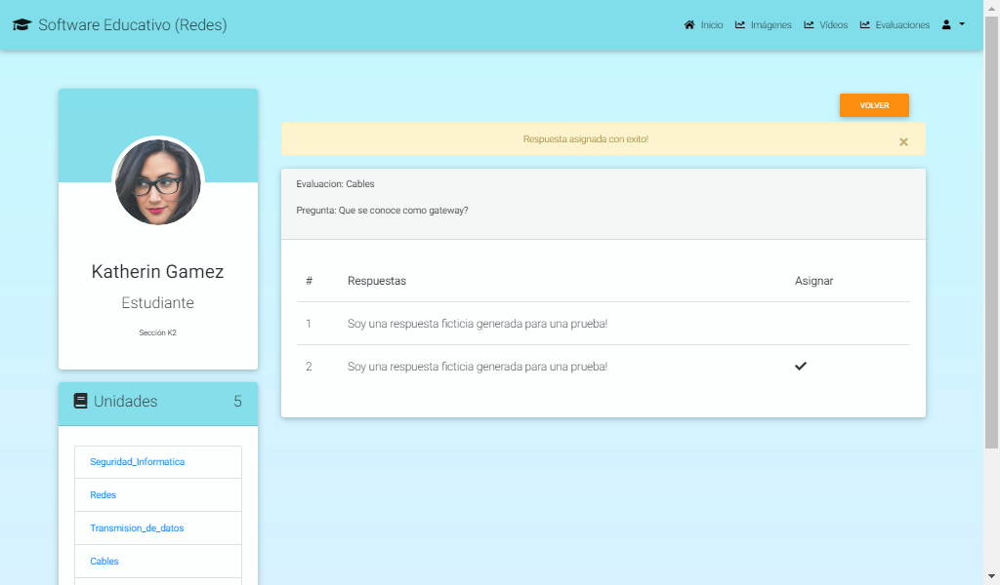 Software Educativo (Redes)
Inicio
Imágenes
Vídeos
Evaluaciones
Katherin Gamez
Estudiante
Sección K2
Unidades 5
Seguridad_Informatica
Redes
Transmision_de_datos
Cables
VOLVER
Respuesta asignada con exito! ×
Evaluacion: Cables
Pregunta: Que se conoce como gateway?
# Respuestas Asignar
1 Soy una respuesta ficticia generada para una prueba!
2 Soy una respuesta ficticia generada para una prueba!